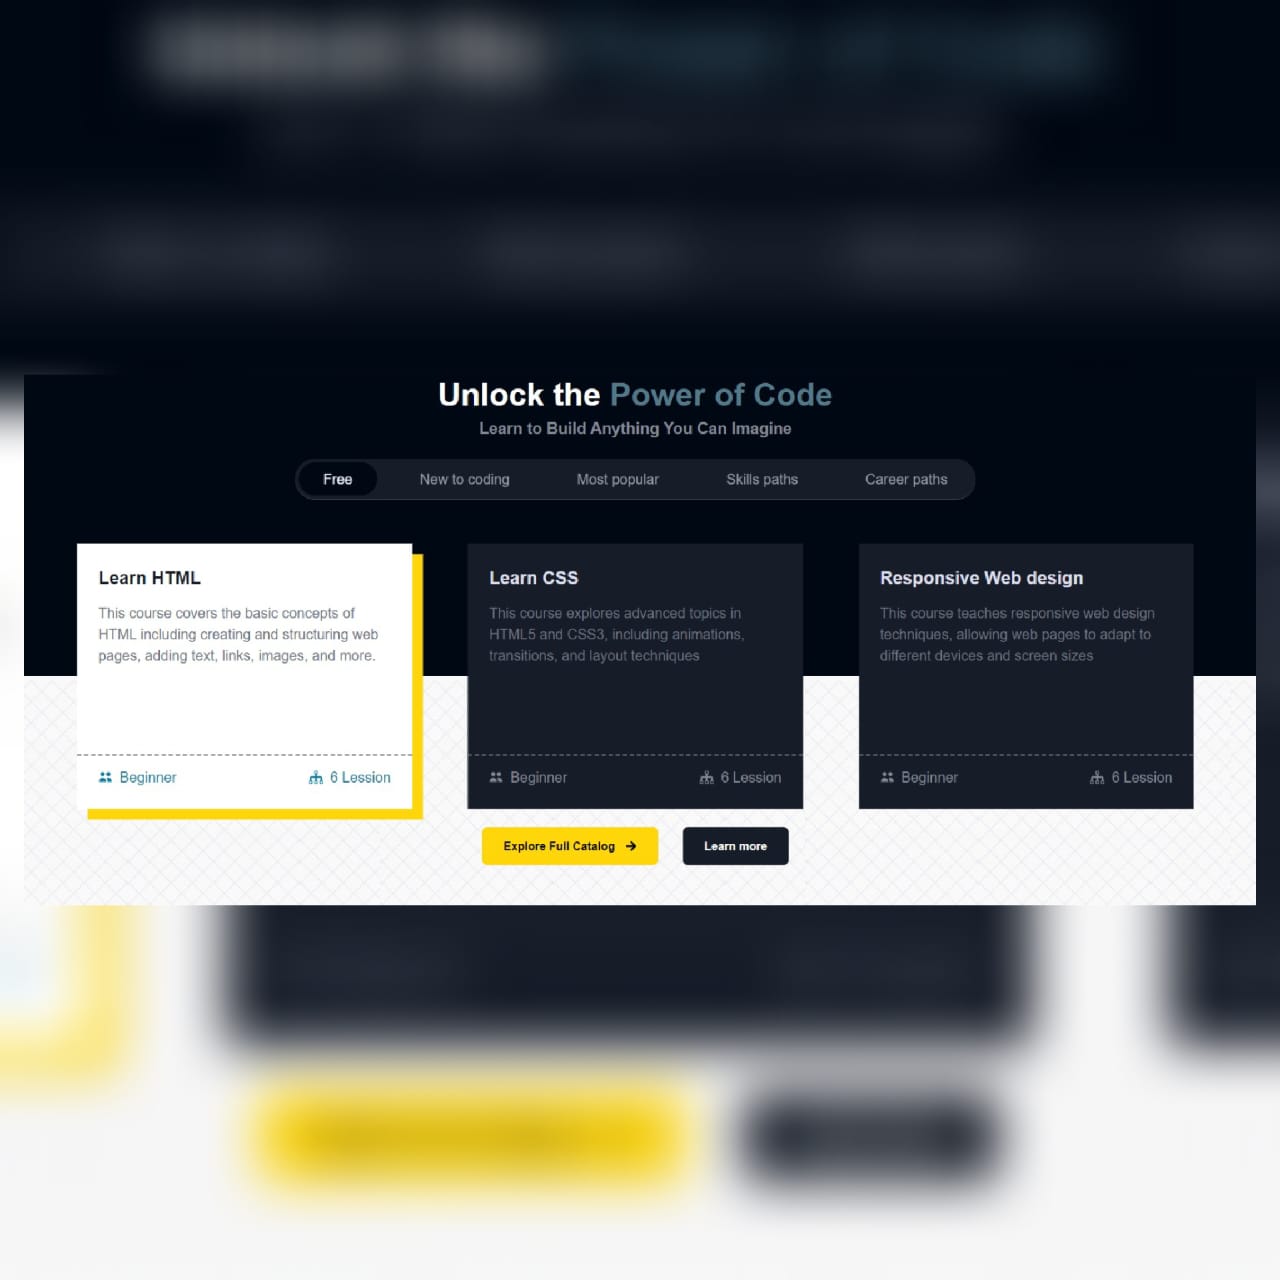 Unlock the Power of Code
Learn to Build Anything You Can Imagine
Free New to coding Most popular Skills paths Career paths
Learn HTML
This course covers the basic concepts of
HTML including creating and structuring web
pages, adding text, links, images, and more.
Beginner 6 Lession
Learn CSS
This course explores advanced topics in
HTML5 and CSS3, including animations,
transitions, and layout techniques
Beginner 6 Lession
Responsive Web design
This course teaches responsive web design
techniques, allowing web pages to adapt to
different devices and screen sizes
Beginner 6 Lession
Explore Full Catalog Learn more